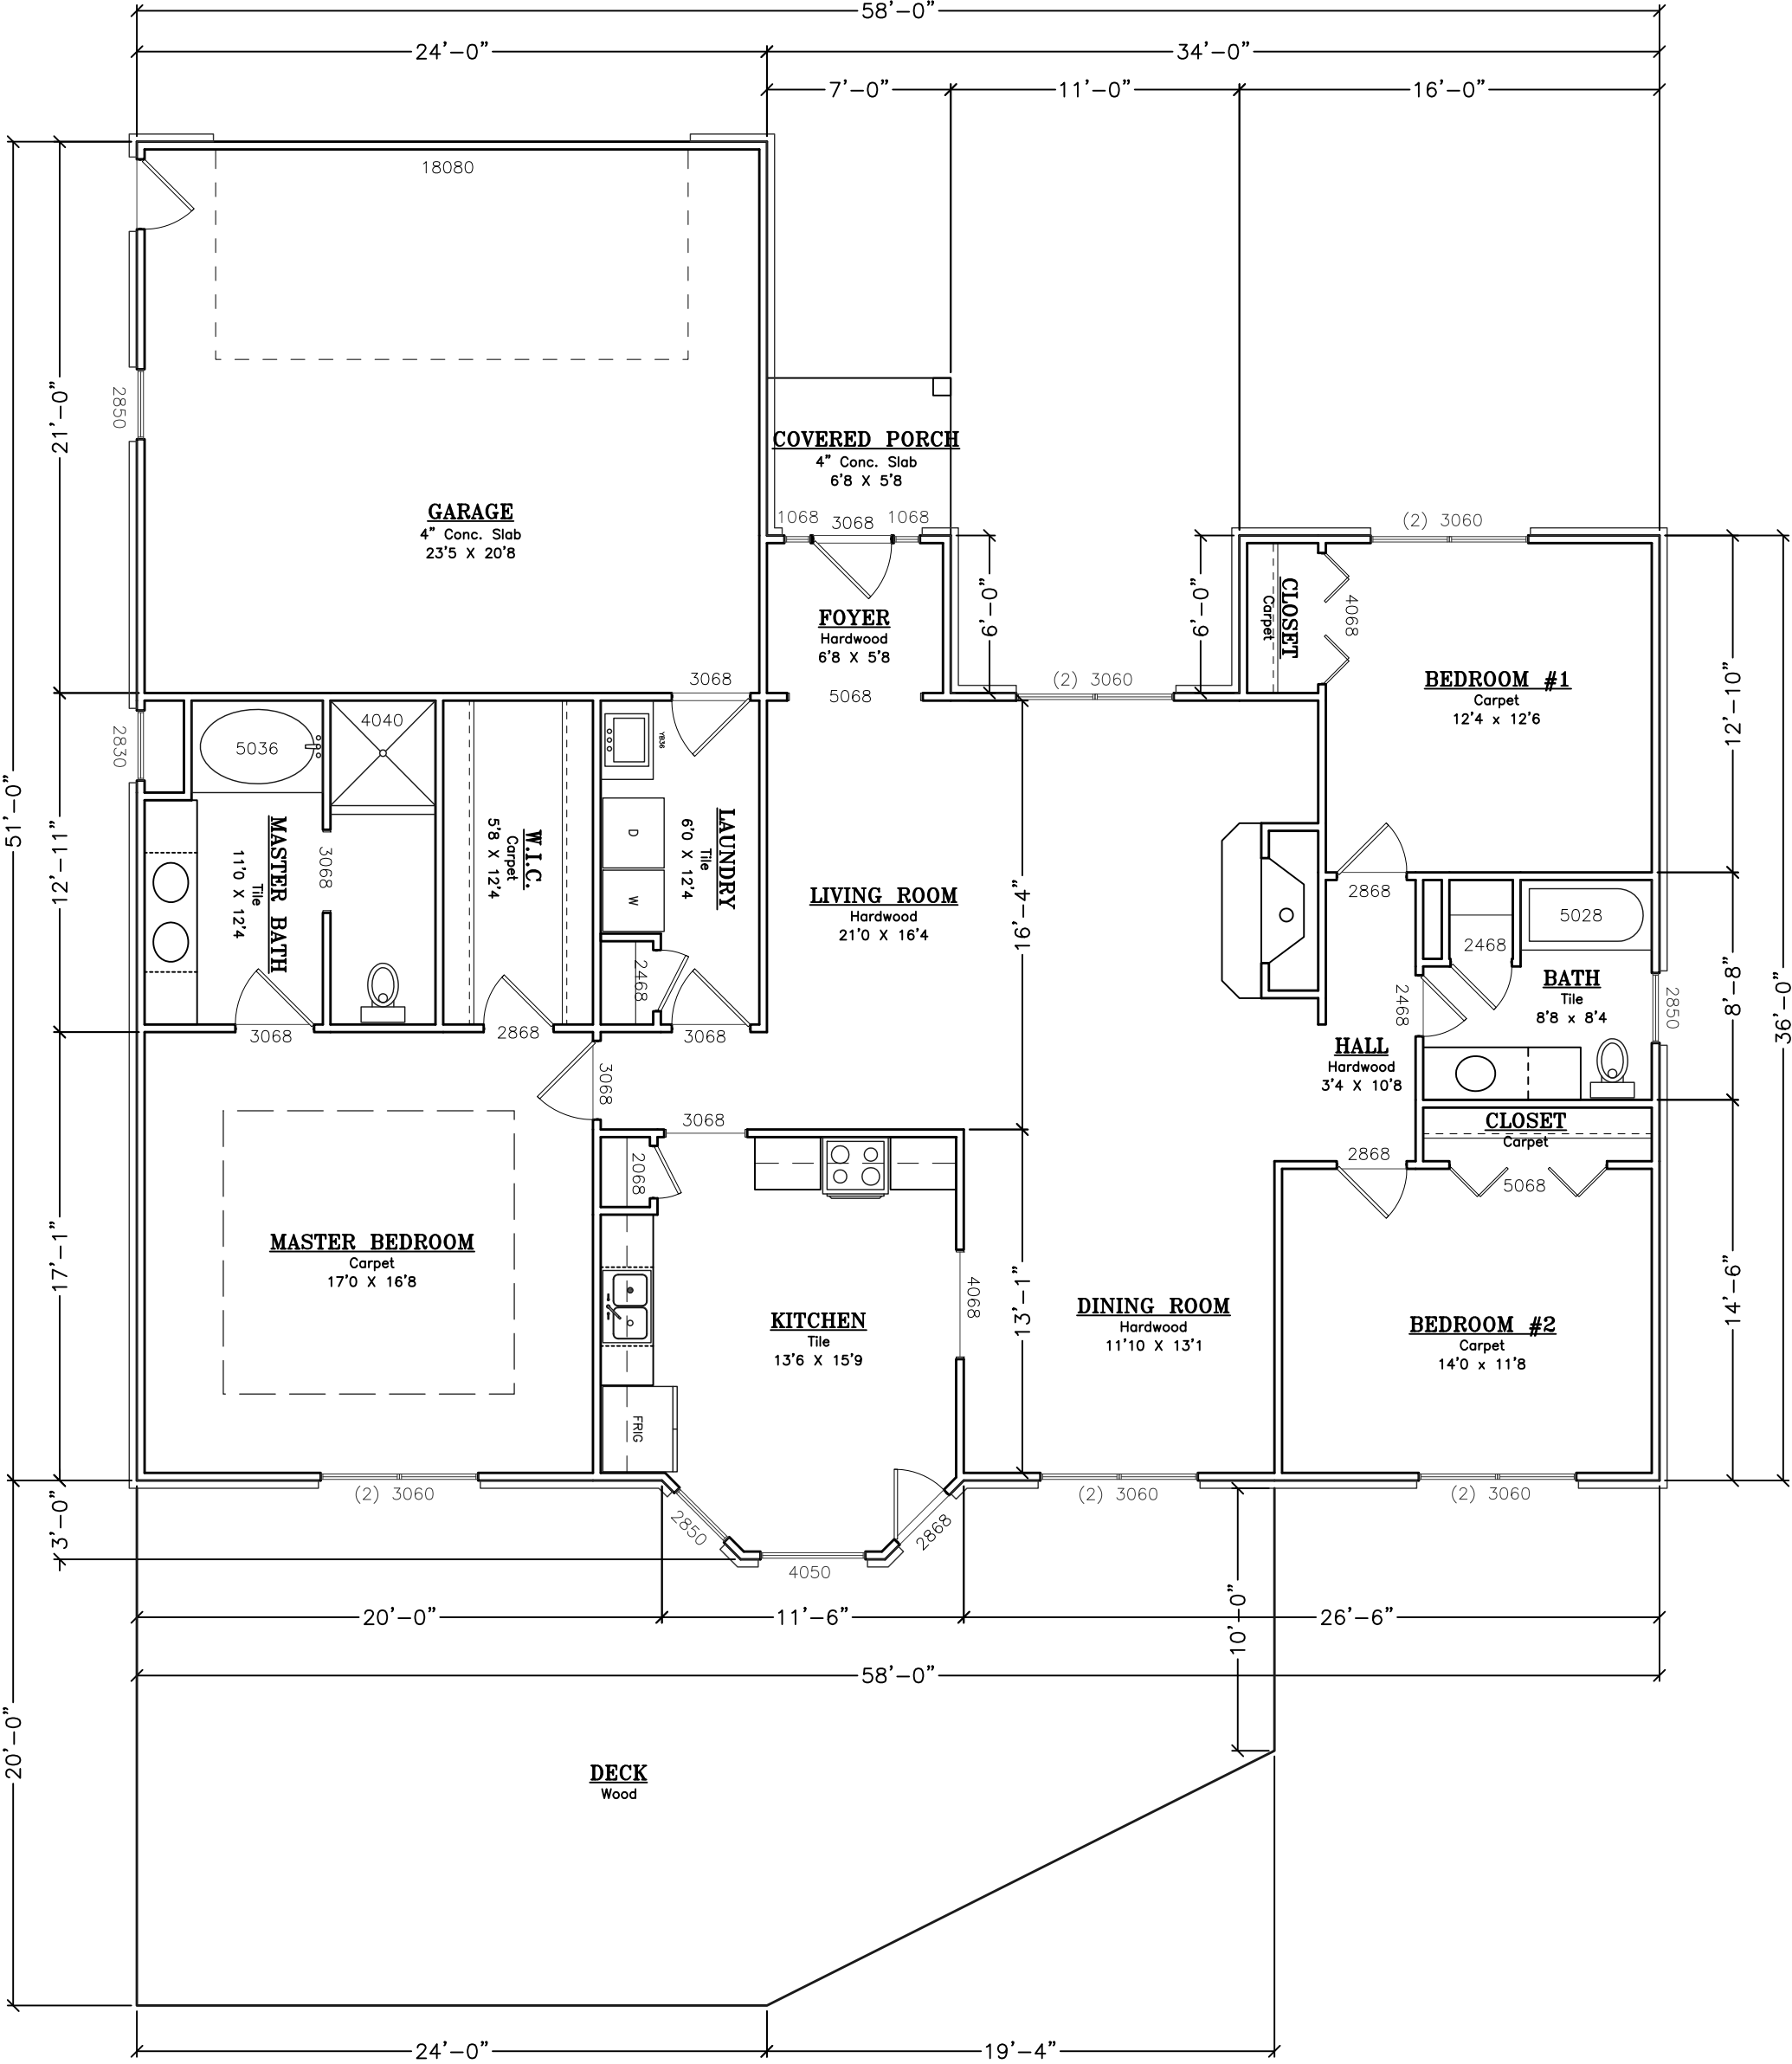 58'-0"
24'-0"
34'-0"
7'-0"
11'-0"
16'-0"
18080
21'-0"
2850
COVERED PORCH
4" Conc. Slab
6'8 X 5'8
GARAGE
4" Conc. Slab
23'5 X 20'8
1068
3068
1068
(2) 3060
FOYER
Hardwood
6'8 X 5'8
6'-0"
6'-0"
CLOSET
Carpet
4068
3068
5068
(2) 3060
BEDROOM #1
Carpet
12'4 x 12'6
12'-10"
51'-0"
12'-11"
2830
5036
4040
YB36
MASTER BATH
Tile
11'0 X 12'4
3068
W.I.C.
Carpet
5'8 X 12'4
D
W
LAUNDRY
Tile
6'0 X 12'4
LIVING ROOM
Hardwood
21'0 X 16'4
16'-4"
2868
5028
2468
BATH
Tile
8'8 x 8'4
2468
2850
8'-8"
36'-0"
2468
3068
2868
3068
3068
HALL
Hardwood
3'4 X 10'8
3068
CLOSET
Carpet
2068
2868
5068
17'-1"
MASTER BEDROOM
Carpet
17'0 X 16'8
KITCHEN
Tile
13'6 X 15'9
4068
13'-1"
DINING ROOM
Hardwood
11'10 X 13'1
BEDROOM #2
Carpet
14'0 x 11'8
14'-6"
FRIG
(2) 3060
2850
4050
2868
(2) 3060
(2) 3060
3'-0"
20'-0"
11'-6"
26'-6"
10'-0"
58'-0"
20'-0"
DECK
Wood
24'-0"
19'-4"